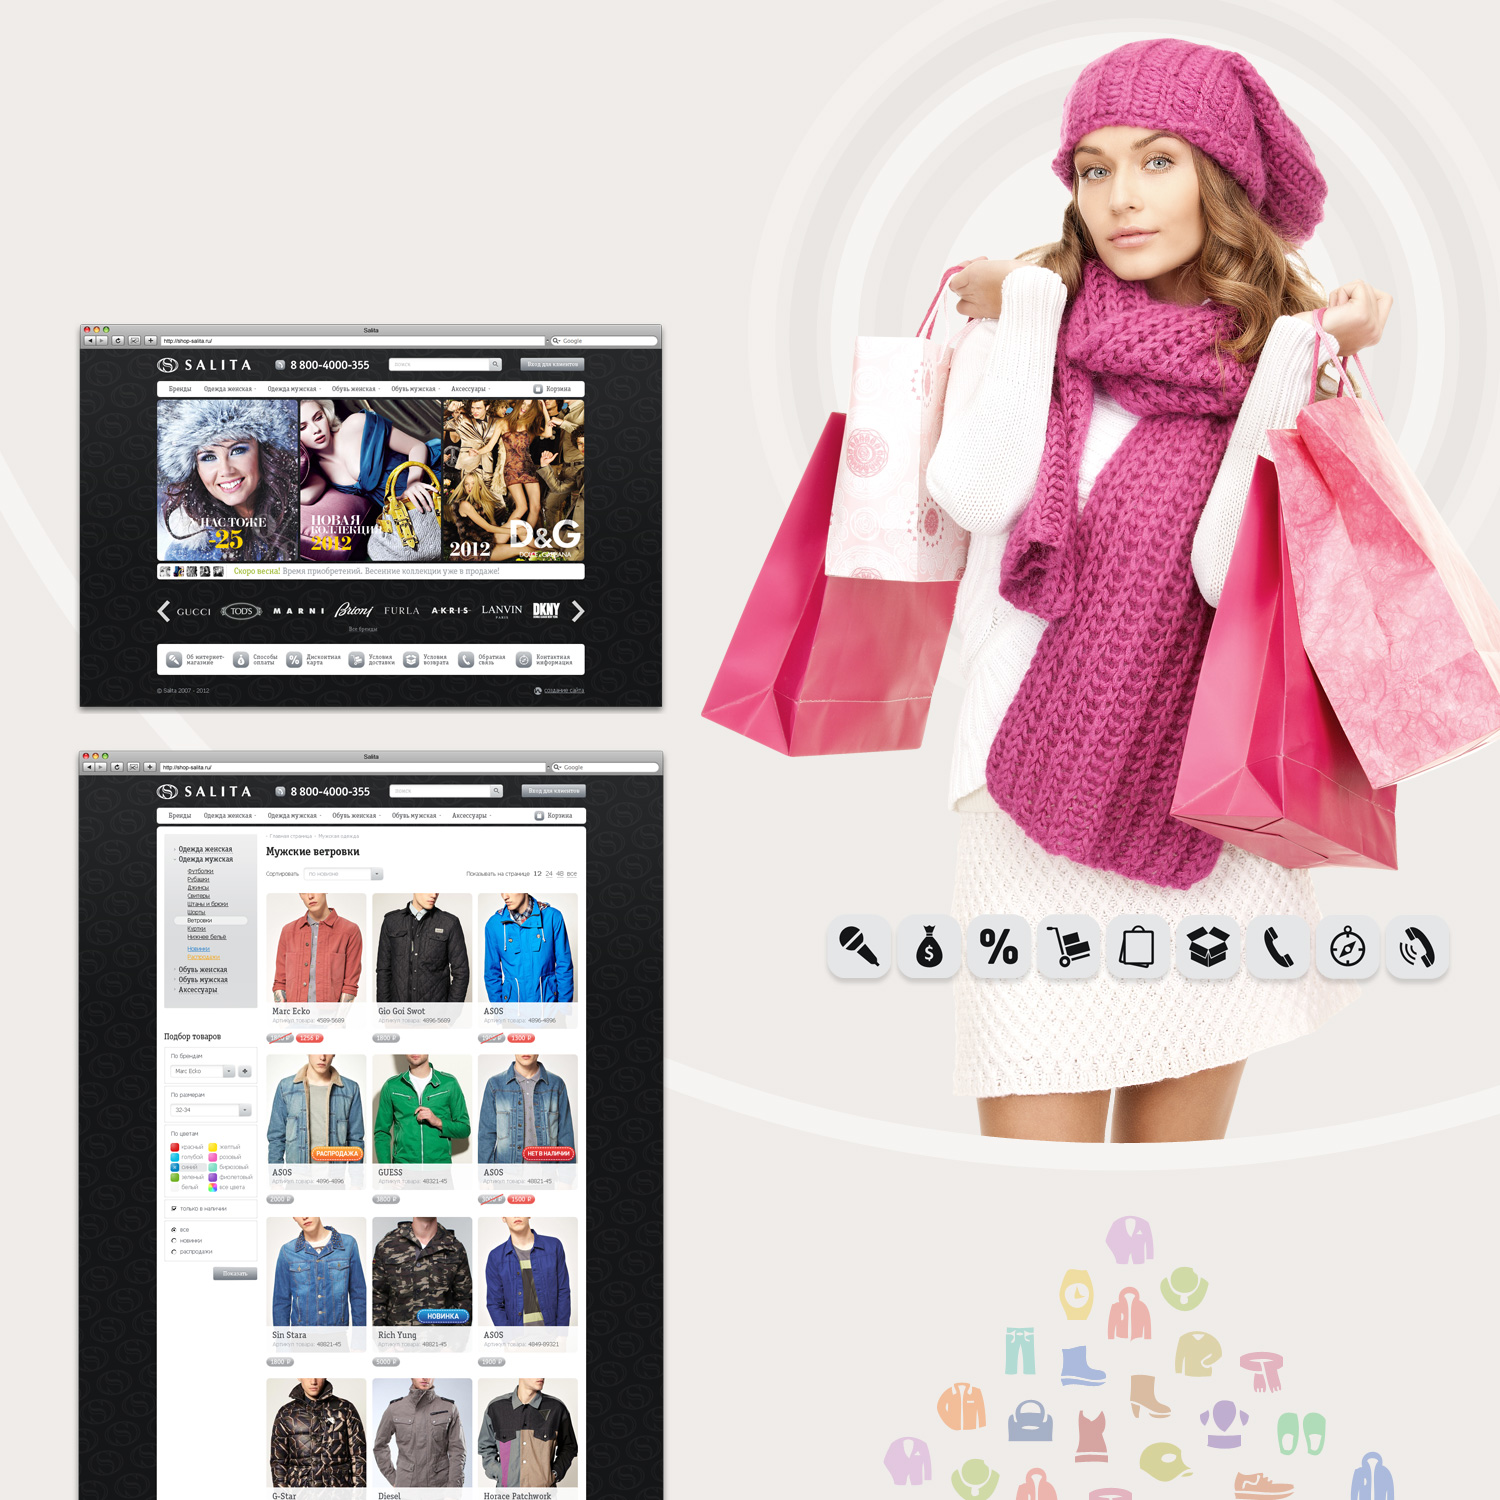 Salita
http://shop-salita.ru/
Google
SALITA
8 800-4000-355
поиск
Вход для клиентов
Бренды
Одежда женская
Одежда мужская
Обувь женская
Обувь мужская
Аксессуары
Корзина
У НАС ТОЖЕ
-25
НОВАЯ
КОЛЛЕКЦИЯ
2012
2012
D&G
DOLCE & GABBANA
Скоро весна! Время приобретений. Весенние коллекции уже в продаже!
GUCCI
TOD'S
MARNI
Brioni
FURLA
AKRIS
LANVIN
PARIS
DKNY
Все бренды
Об интернет-
магазине
Способы
оплаты
Дисконтная
карта
Условия
доставки
Условия
возврата
Обратная
связь
Контактная
информация
© Salita 2007 - 2012
создание сайта
Salita
http://shop-salita.ru/
Google
SALITA
8 800-4000-355
поиск
Вход для клиентов
Бренды
Одежда женская
Одежда мужская
Обувь женская
Обувь мужская
Аксессуары
Корзина
Одежда женская
Одежда мужская
Футболки
Рубашки
Джинсы
Свитеры
Штаны и брюки
Шорты
Ветровки
Куртки
Нижнее бельё
Новинки
Распродажи
Обувь женская
Обувь мужская
Аксессуары
Подбор товаров
По брендам
Marc Ecko
По размерам
32-34
По цветам
красный
желтый
голубой
розовый
синий
бирюзовый
зеленый
фиолетовый
белый
все цвета
только в наличии
все
новинки
распродажи
Показать
Главная страница
Мужская одежда
Мужские ветровки
Сортировать
по новизне
Показывать на странице 12 24 48 все
Marc Ecko
Артикул товара: 4589-5689
1256 ₽
Gio Goi Swot
Артикул товара: 4896-5689
1800 ₽
ASOS
Артикул товара: 4896-4896
1300 ₽
РАСПРОДАЖА
ASOS
Артикул товара: 4896-4896
2000 ₽
GUESS
Артикул товара: 48321-45
3800 ₽
НЕТ В НАЛИЧИИ
ASOS
Артикул товара: 48821-45
1500 ₽
Sin Stara
Артикул товара: 48821-45
1800 ₽
НОВИНКА
Rich Yung
Артикул товара: 48821-45
5000 ₽
ASOS
Артикул товара: 4849-89321
1900 ₽
G-Star
Diesel
Horace Patchwork
%
$